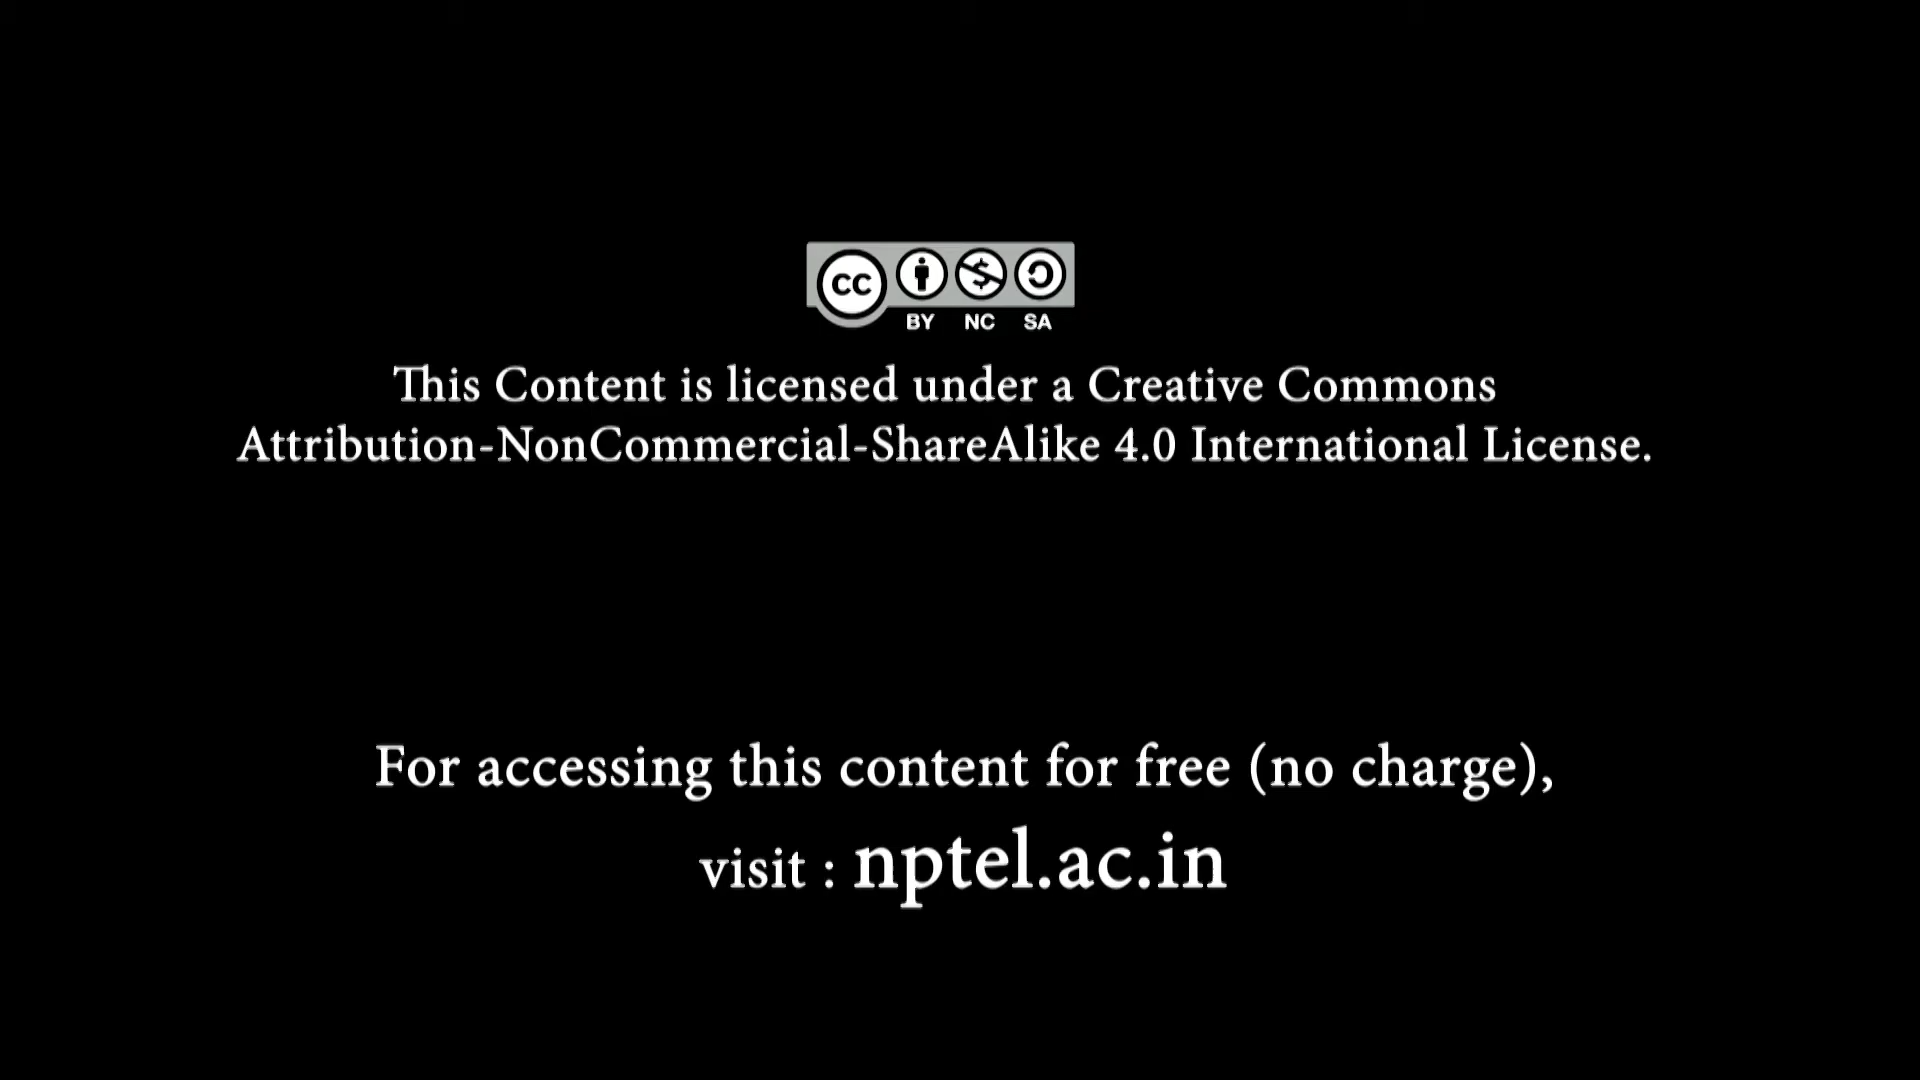 CC BY NC SA
This Content is licensed under a Creative Commons
Attribution-NonCommercial-ShareAlike 4.0 International License.
For accessing this content for free (no charge),
visit : nptel.ac.in